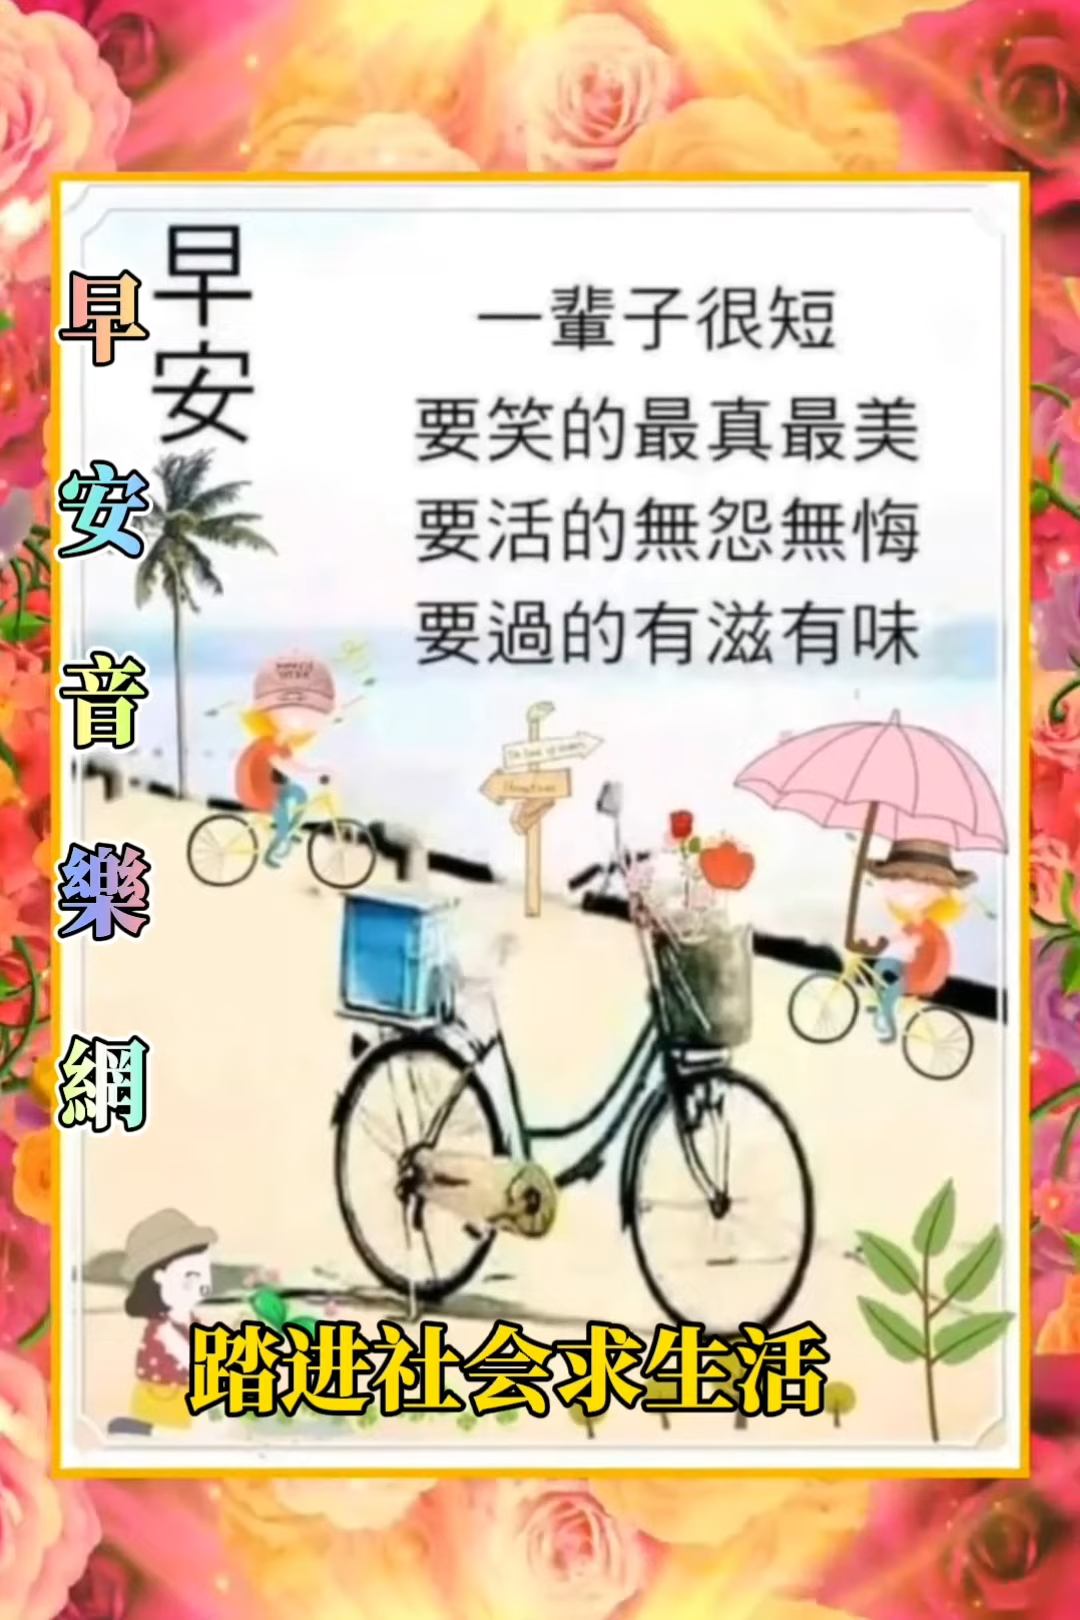 早安
早安音樂網
一輩子很短
要笑的最真最美
要活的無怨無悔
要過的有滋有味
踏进社会求生活